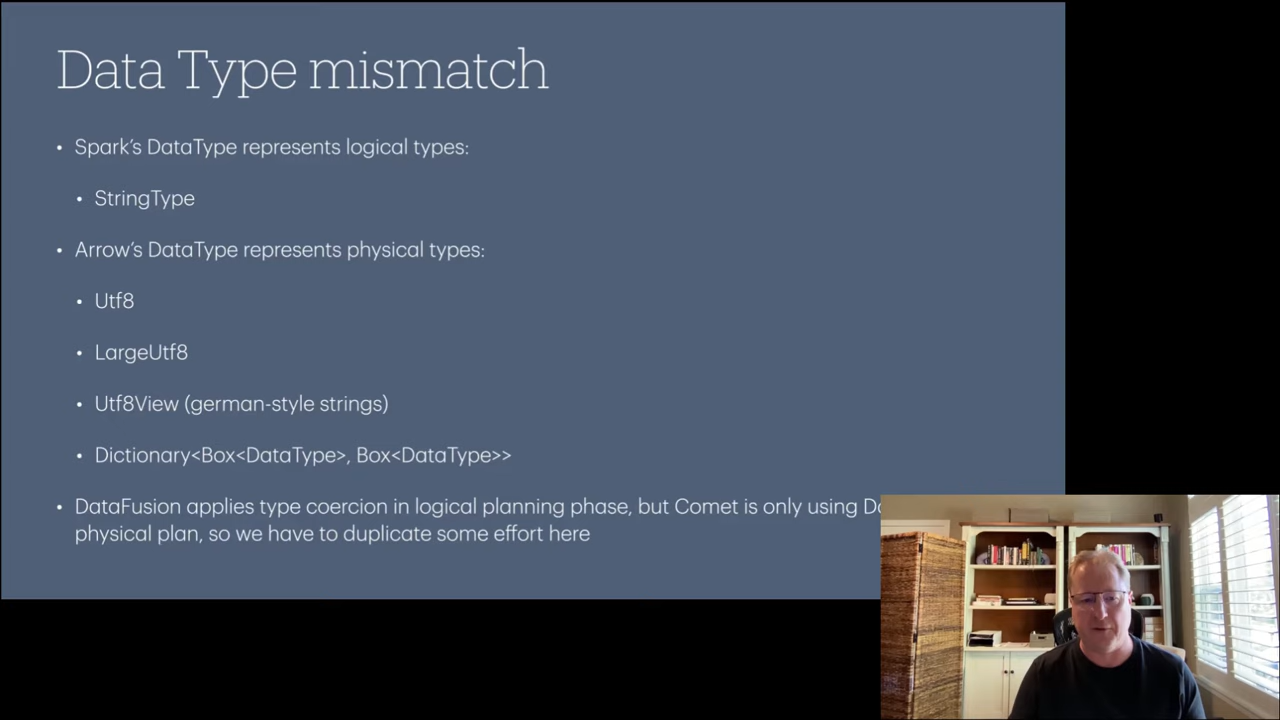 Data Type mismatch
• Spark’s DataType represents logical types:
• StringType
• Arrow’s DataType represents physical types:
• Utf8
• LargeUtf8
• Utf8View (german-style strings)
• Dictionary<Box<DataType>, Box<DataType>>
• DataFusion applies type coercion in logical planning phase, but Comet is only using
physical plan, so we have to duplicate some effort here